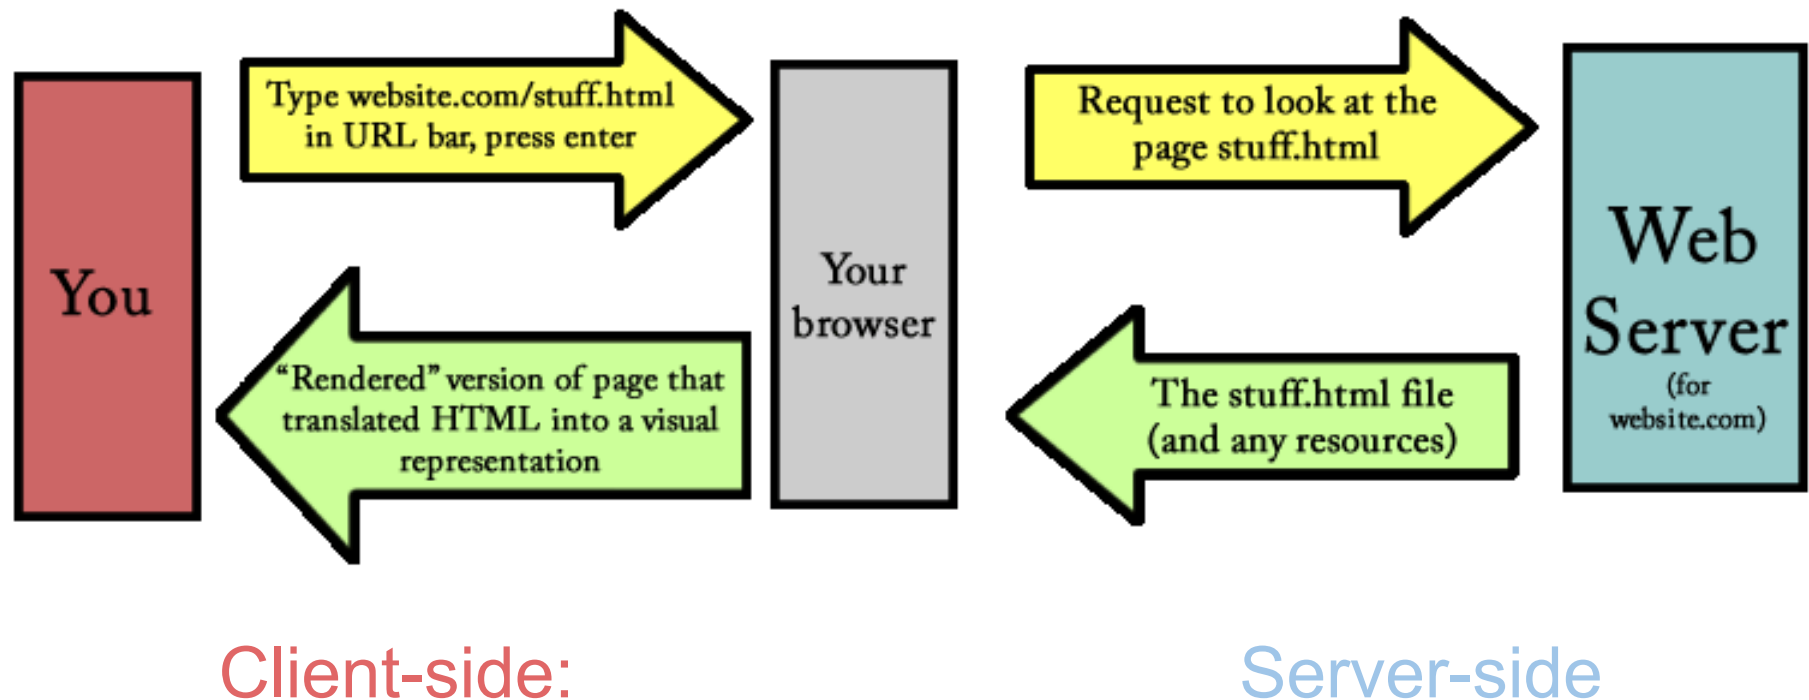 You
Type website.com/stuff.html
in URL bar, press enter
“Rendered” version of page that
translated HTML into a visual
representation
Your
browser
Request to look at the
page stuff.html
The stuff.html file
(and any resources)
Web
Server
(for
website.com)
Client-side:
Server-side